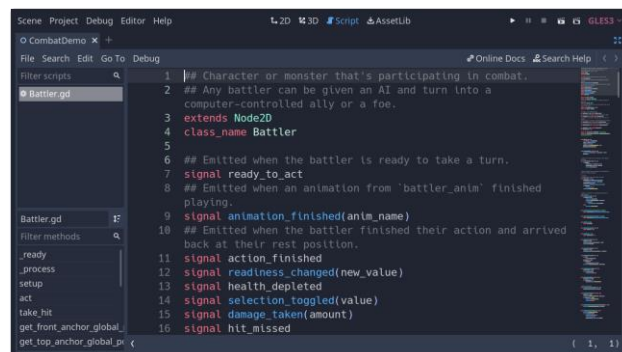 Scene Project Debug Editor Help 2D 3D Script AssetLib GLES3
CombatDemo
File Search Edit Go To Debug Online Docs Search Help
Filter scripts
Battler.gd
1 ## Character or monster that's participating in combat.
2 ## Any battler can be given an AI and turn into a
computer-controlled ally or a foe.
3 extends Node2D
4 class_name Battler
5
6 ## Emitted when the battler is ready to take a turn.
7 signal ready_to_act
8 ## Emitted when an animation from `battler_anim` finished
playing.
9 signal animation_finished(anim_name)
10 ## Emitted when the battler finished their action and arrived
back at their rest position.
11 signal action_finished
12 signal readiness_changed(new_value)
13 signal health_depleted
14 signal selection_toggled(value)
15 signal damage_taken(amount)
16 signal hit_missed
Battler.gd
Filter methods
_ready
_process
setup
act
take_hit
get_front_anchor_global_
get_top_anchor_global_po
( 1, 1)